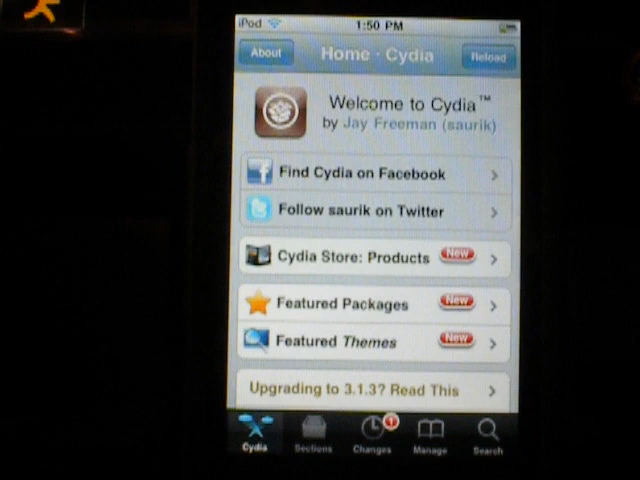 iPod 1:50 PM
About Home · Cydia Reload
Welcome to Cydia™
by Jay Freeman (saurik)
Find Cydia on Facebook
Follow saurik on Twitter
Cydia Store: Products New
Featured Packages New
Featured Themes New
Upgrading to 3.1.3? Read This
1
Cydia Sections Changes Manage Search